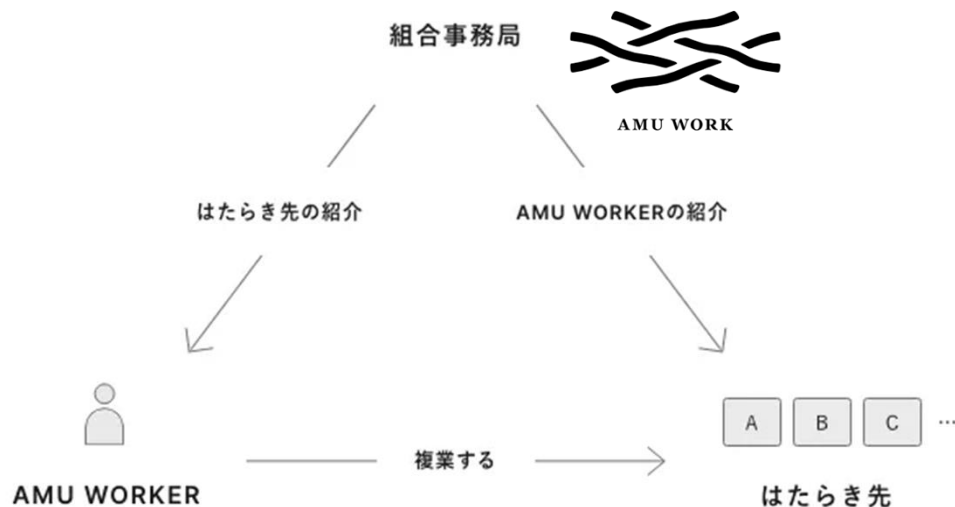 組合事務局
AMU WORK
はたらき先の紹介
AMU WORKERの紹介
A
B
C
…
複業する
AMU WORKER
はたらき先